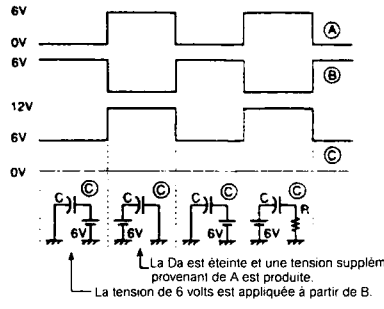 6V
Ⓐ
0V
6V
Ⓑ
12V
6V
Ⓒ
0V
C Ⓒ C Ⓒ C Ⓒ C Ⓒ
R
6V 6V 6V 6V
La Da est éteinte et une tension supplém
provenant de A est produite.
La tension de 6 volts est appliquée à partir de B.